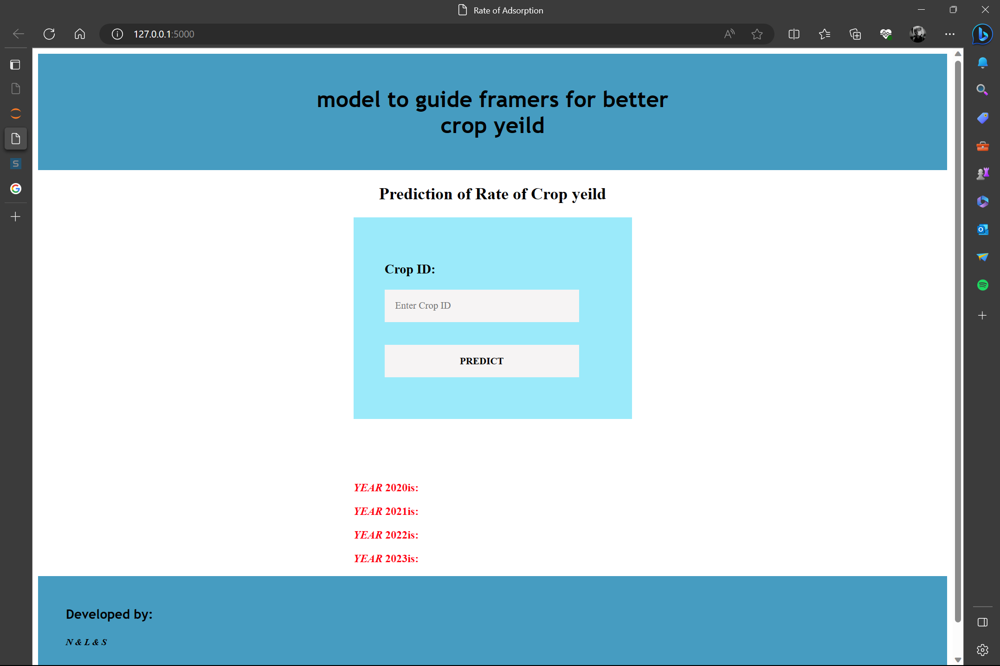 Rate of Adsorption
127.0.0.1:5000
model to guide framers for better
crop yeild
Prediction of Rate of Crop yeild
Crop ID:
Enter Crop ID
PREDICT
YEAR 2020is:
YEAR 2021is:
YEAR 2022is:
YEAR 2023is:
Developed by:
N & L & S